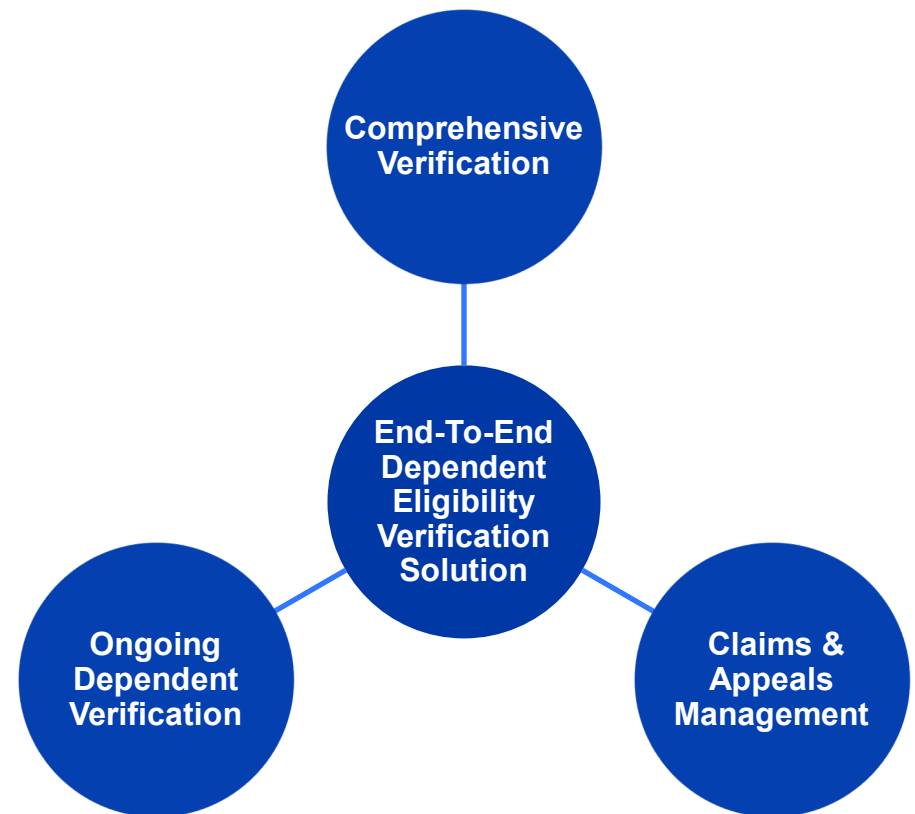 Comprehensive
Verification
End-To-End
Dependent
Eligibility
Verification
Solution
Ongoing
Dependent
Verification
Claims &
Appeals
Management